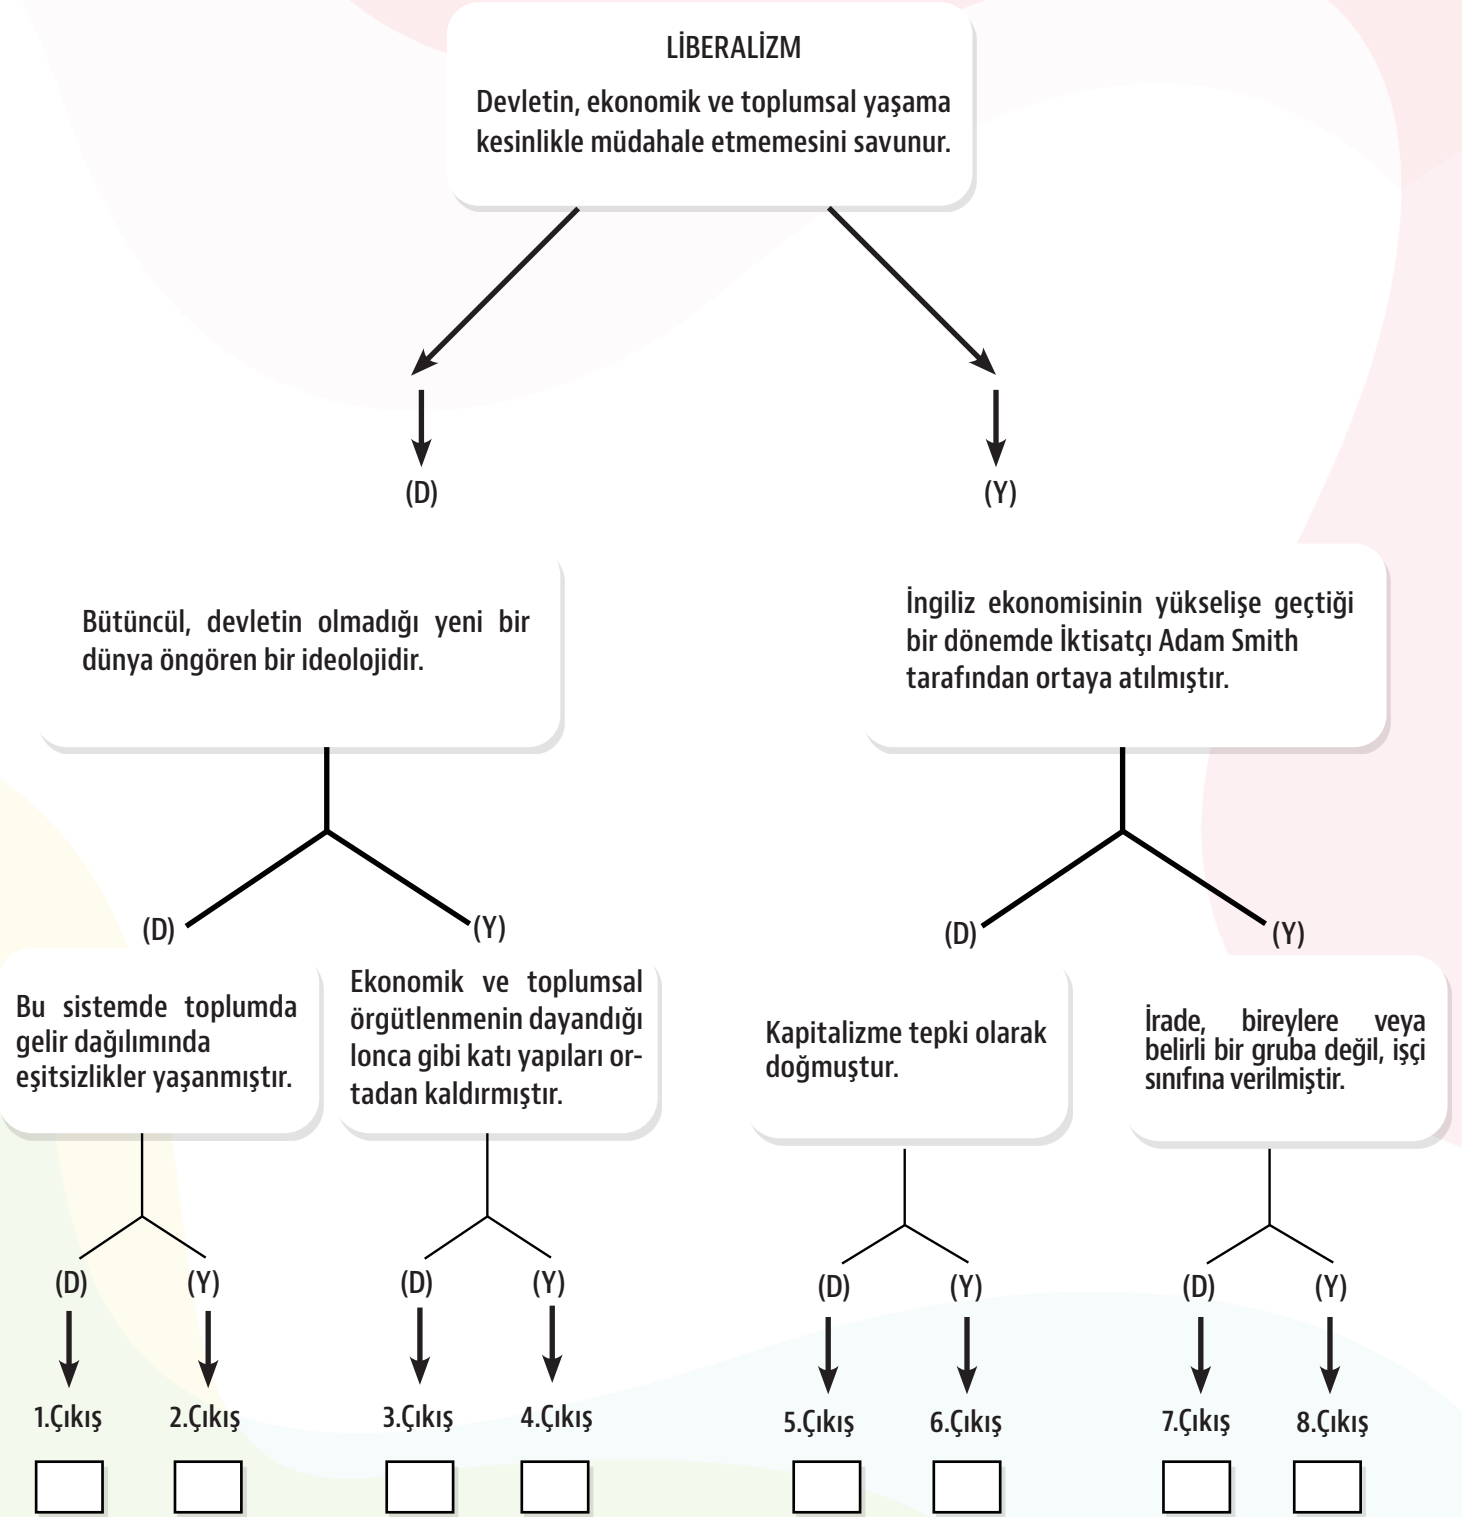 LİBERALİZM
Devletin, ekonomik ve toplumsal yaşama
kesinlikle müdahale etmemesini savunur.
(D)
(Y)
Bütüncül, devletin olmadığı yeni bir
dünya öngören bir ideolojidir.
İngiliz ekonomisinin yükselişe geçtiği
bir dönemde İktisatçı Adam Smith
tarafından ortaya atılmıştır.
(D)
(Y)
(D)
(Y)
Bu sistemde toplumda
gelir dağılımında
eşitsizlikler yaşanmıştır.
Ekonomik ve toplumsal
örgütlenmenin dayandığı
lonca gibi katı yapıları or-
tadan kaldırmıştır.
Kapitalizme tepki olarak
doğmuştur.
İrade, bireylere veya
belirli bir gruba değil, işçi
sınıfına verilmiştir.
(D)
(Y)
(D)
(Y)
(D)
(Y)
(D)
(Y)
1.Çıkış
2.Çıkış
3.Çıkış
4.Çıkış
5.Çıkış
6.Çıkış
7.Çıkış
8.Çıkış